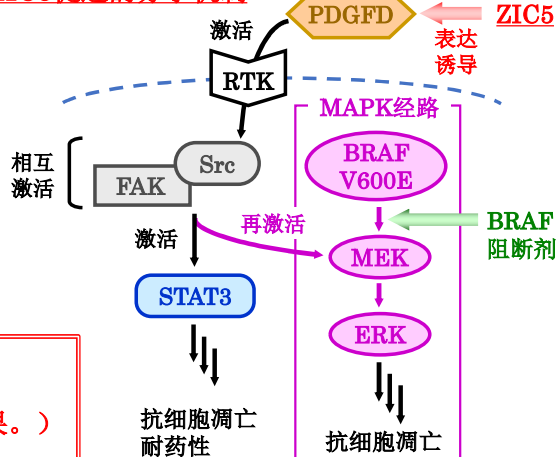 PDGFD
ZIC5
激活
表达
诱导
RTK
MAPK经路
相互
激活
Src
FAK
BRAF
V600E
再激活
激活
BRAF
阻断剂
MEK
STAT3
ERK
果。）
抗细胞凋亡
耐药性
抗细胞凋亡